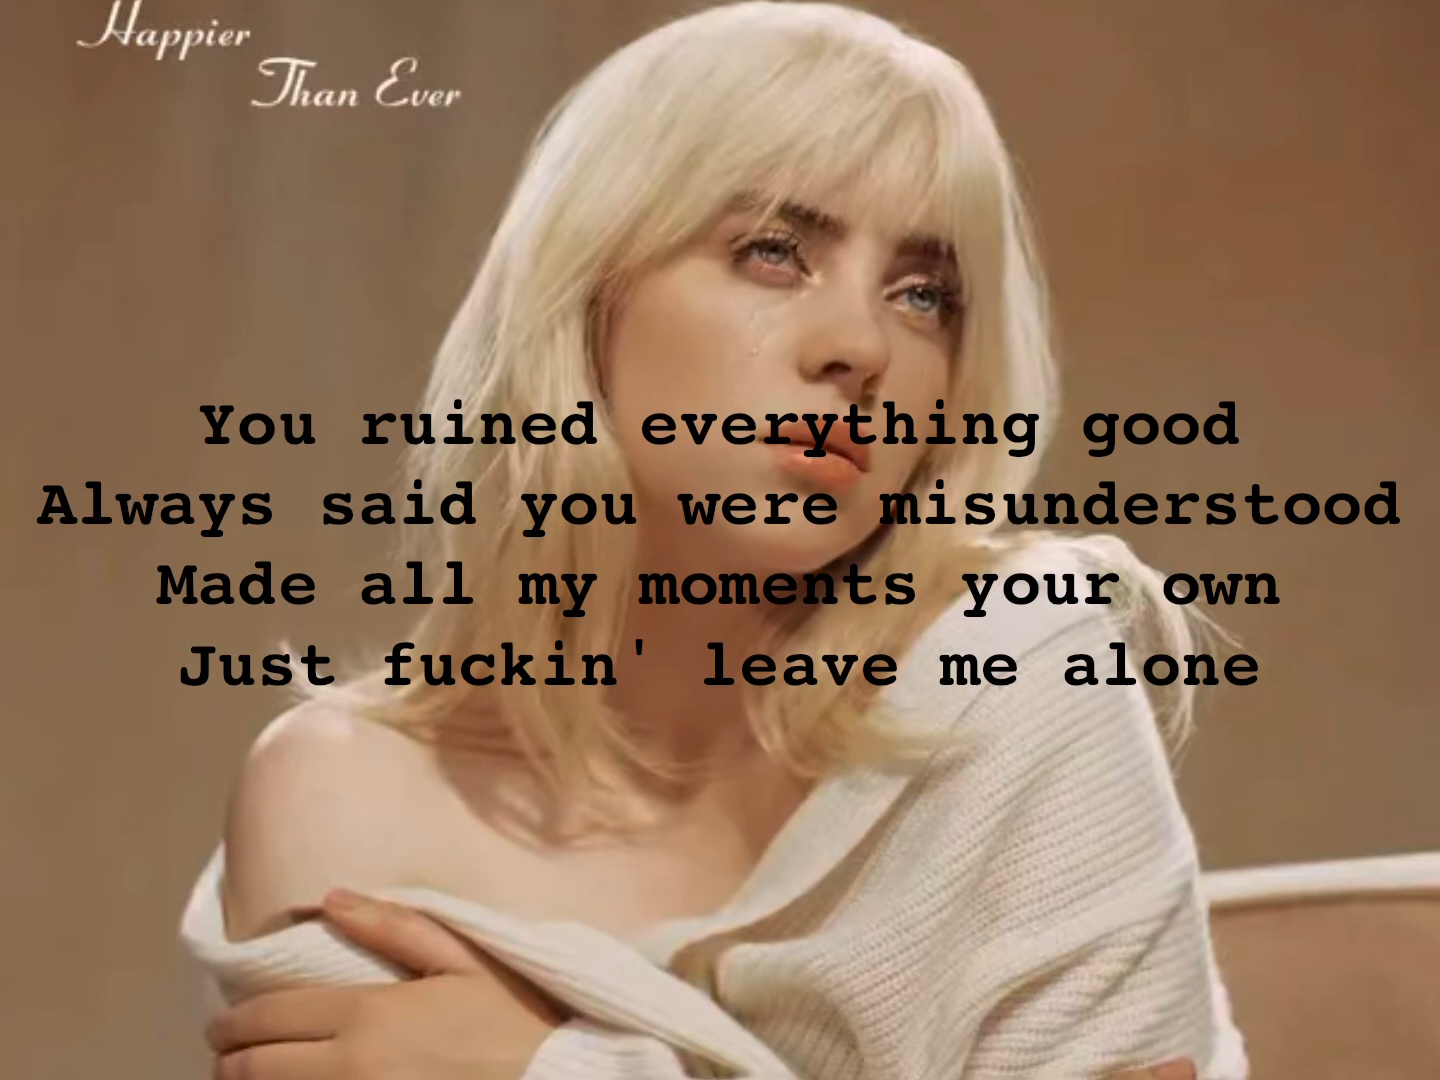 Happier
Than Ever
You ruined everything good
Always said you were misunderstood
Made all my moments your own
Just fuckin' leave me alone